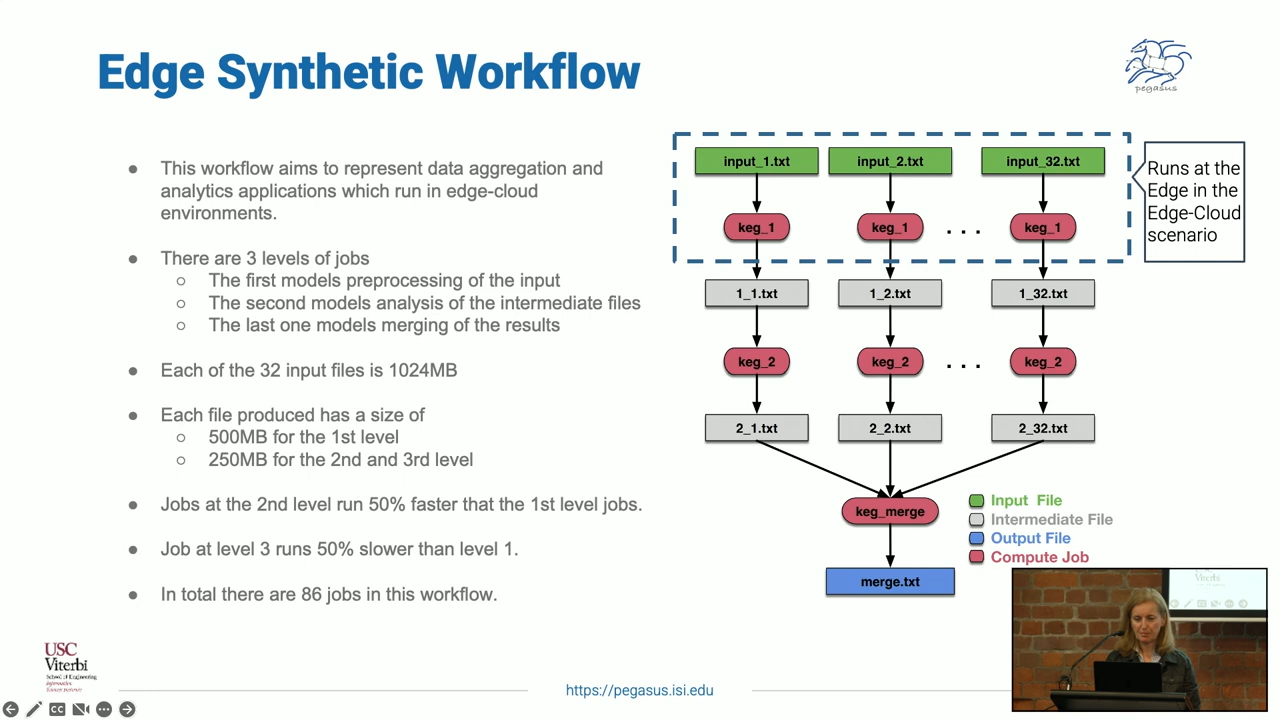 Edge Synthetic Workflow
pegasus
● This workflow aims to represent data aggregation and
analytics applications which run in edge-cloud
environments.
● There are 3 levels of jobs
○ The first models preprocessing of the input
○ The second models analysis of the intermediate files
○ The last one models merging of the results
● Each of the 32 input files is 1024MB
● Each file produced has a size of
○ 500MB for the 1st level
○ 250MB for the 2nd and 3rd level
● Jobs at the 2nd level run 50% faster that the 1st level jobs.
● Job at level 3 runs 50% slower than level 1.
● In total there are 86 jobs in this workflow.
input_1.txt input_2.txt input_32.txt
keg_1 keg_1 . . . keg_1
Runs at the
Edge in the
Edge-Cloud
scenario
1_1.txt 1_2.txt 1_32.txt
keg_2 keg_2 . . . keg_2
2_1.txt 2_2.txt 2_32.txt
keg_merge
merge.txt
Input File
Intermediate File
Output File
Compute Job
USC
Viterbi
School of Engineering
https://pegasus.isi.edu
CC
Viterbi